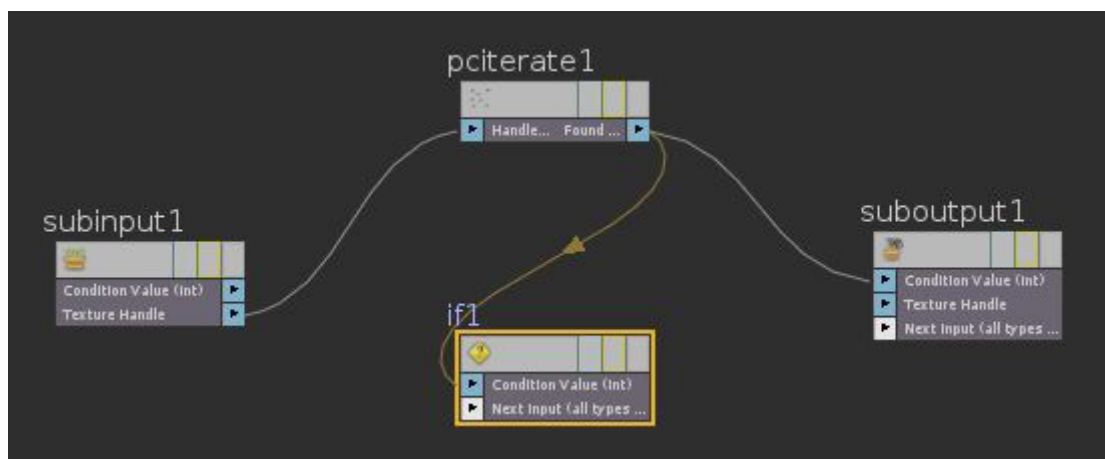 pciterate1
Handle... Found ...
subinput1
Condition Value (Int)
Texture Handle
if1
Condition Value (Int)
Next Input (all types ...
suboutput1
Condition Value (Int)
Texture Handle
Next Input (all types ...